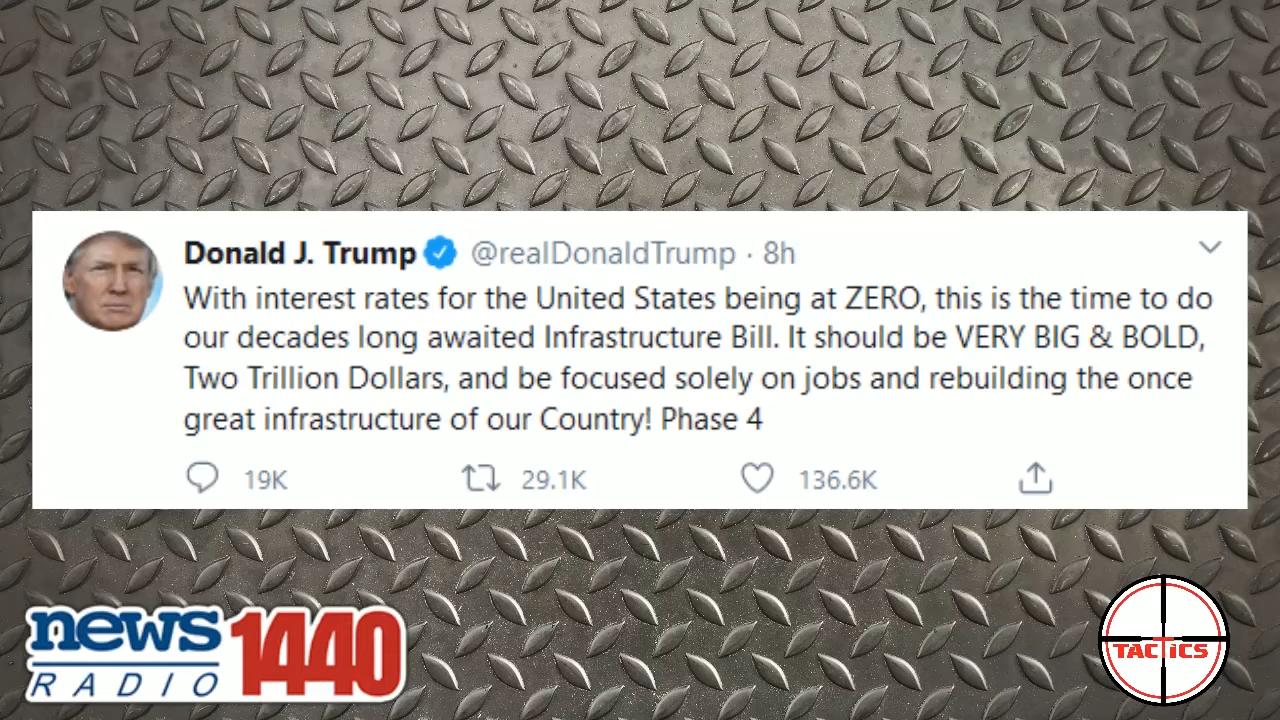 Donald J. Trump @realDonaldTrump · 8h
With interest rates for the United States being at ZERO, this is the time to do
our decades long awaited Infrastructure Bill. It should be VERY BIG & BOLD,
Two Trillion Dollars, and be focused solely on jobs and rebuilding the once
great infrastructure of our Country! Phase 4
19K 29.1K 136.6K
news 1440
RADIO
TACTICS